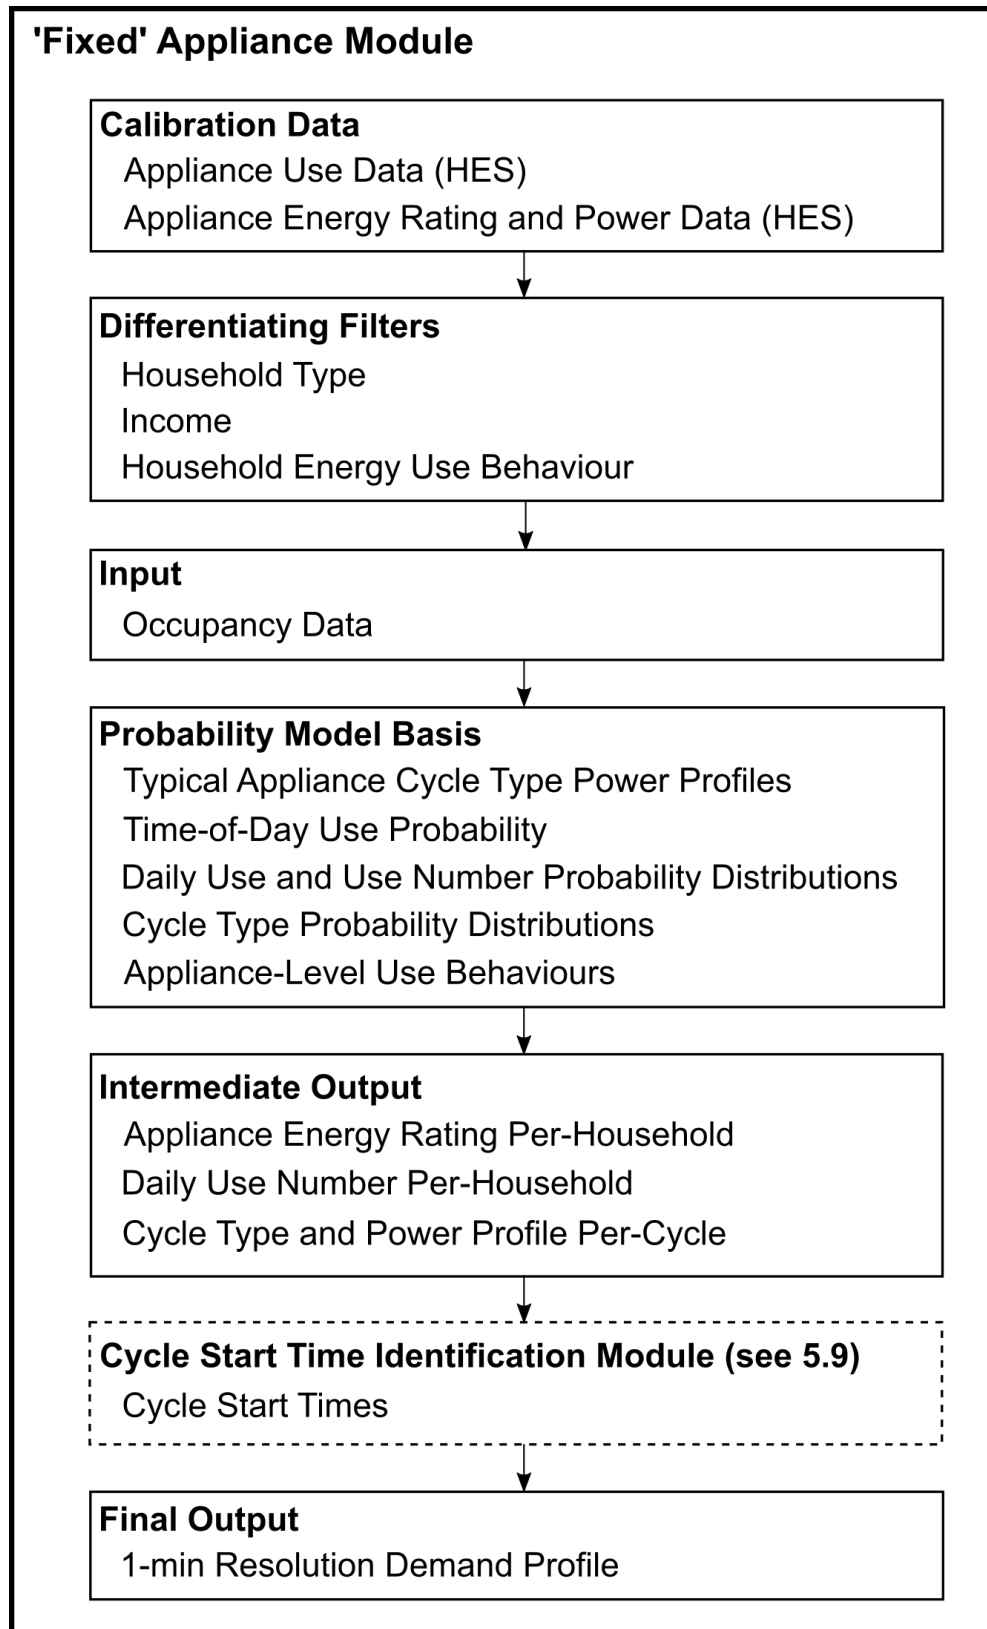 'Fixed' Appliance Module
Calibration Data
Appliance Use Data (HES)
Appliance Energy Rating and Power Data (HES)
Differentiating Filters
Household Type
Income
Household Energy Use Behaviour
Input
Occupancy Data
Probability Model Basis
Typical Appliance Cycle Type Power Profiles
Time-of-Day Use Probability
Daily Use and Use Number Probability Distributions
Cycle Type Probability Distributions
Appliance-Level Use Behaviours
Intermediate Output
Appliance Energy Rating Per-Household
Daily Use Number Per-Household
Cycle Type and Power Profile Per-Cycle
Cycle Start Time Identification Module (see 5.9)
Cycle Start Times
Final Output
1-min Resolution Demand Profile